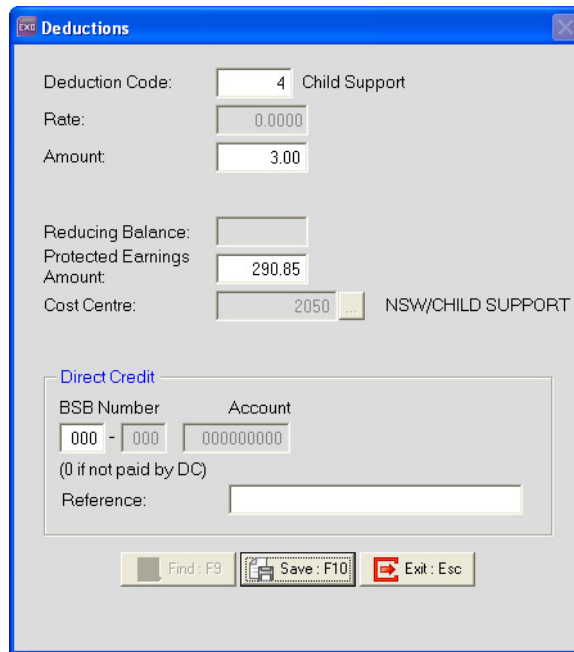 EXO Deductions
Deduction Code: 4 Child Support
Rate: 0.0000
Amount: 3.00
Reducing Balance:
Protected Earnings
Amount: 290.85
Cost Centre: 2050 ... NSW/CHILD SUPPORT
Direct Credit
BSB Number Account
000 - 000 000000000
(0 if not paid by DC)
Reference:
Find : F9 Save : F10 Exit : Esc